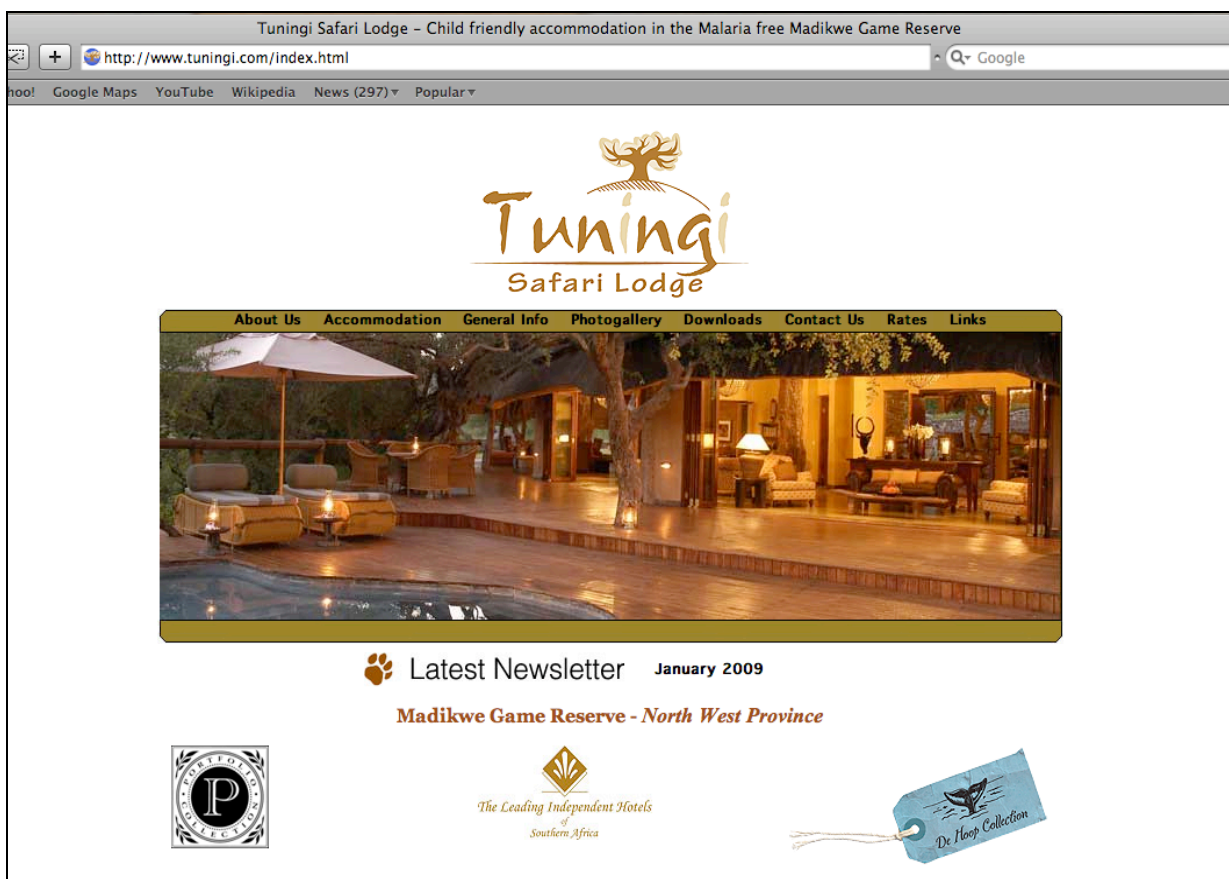 Tuningi Safari Lodge – Child friendly accommodation in the Malaria free Madikwe Game Reserve
http://www.tuningi.com/index.html
Google
hoo! Google Maps YouTube Wikipedia News (297) Popular
Tuningi
Safari Lodge
About Us Accommodation General Info Photogallery Downloads Contact Us Rates Links
Latest Newsletter January 2009
Madikwe Game Reserve - North West Province
PORTFOLIO
P
COLLECTION
The Leading Independent Hotels
of
Southern Africa
De Hoop Collection